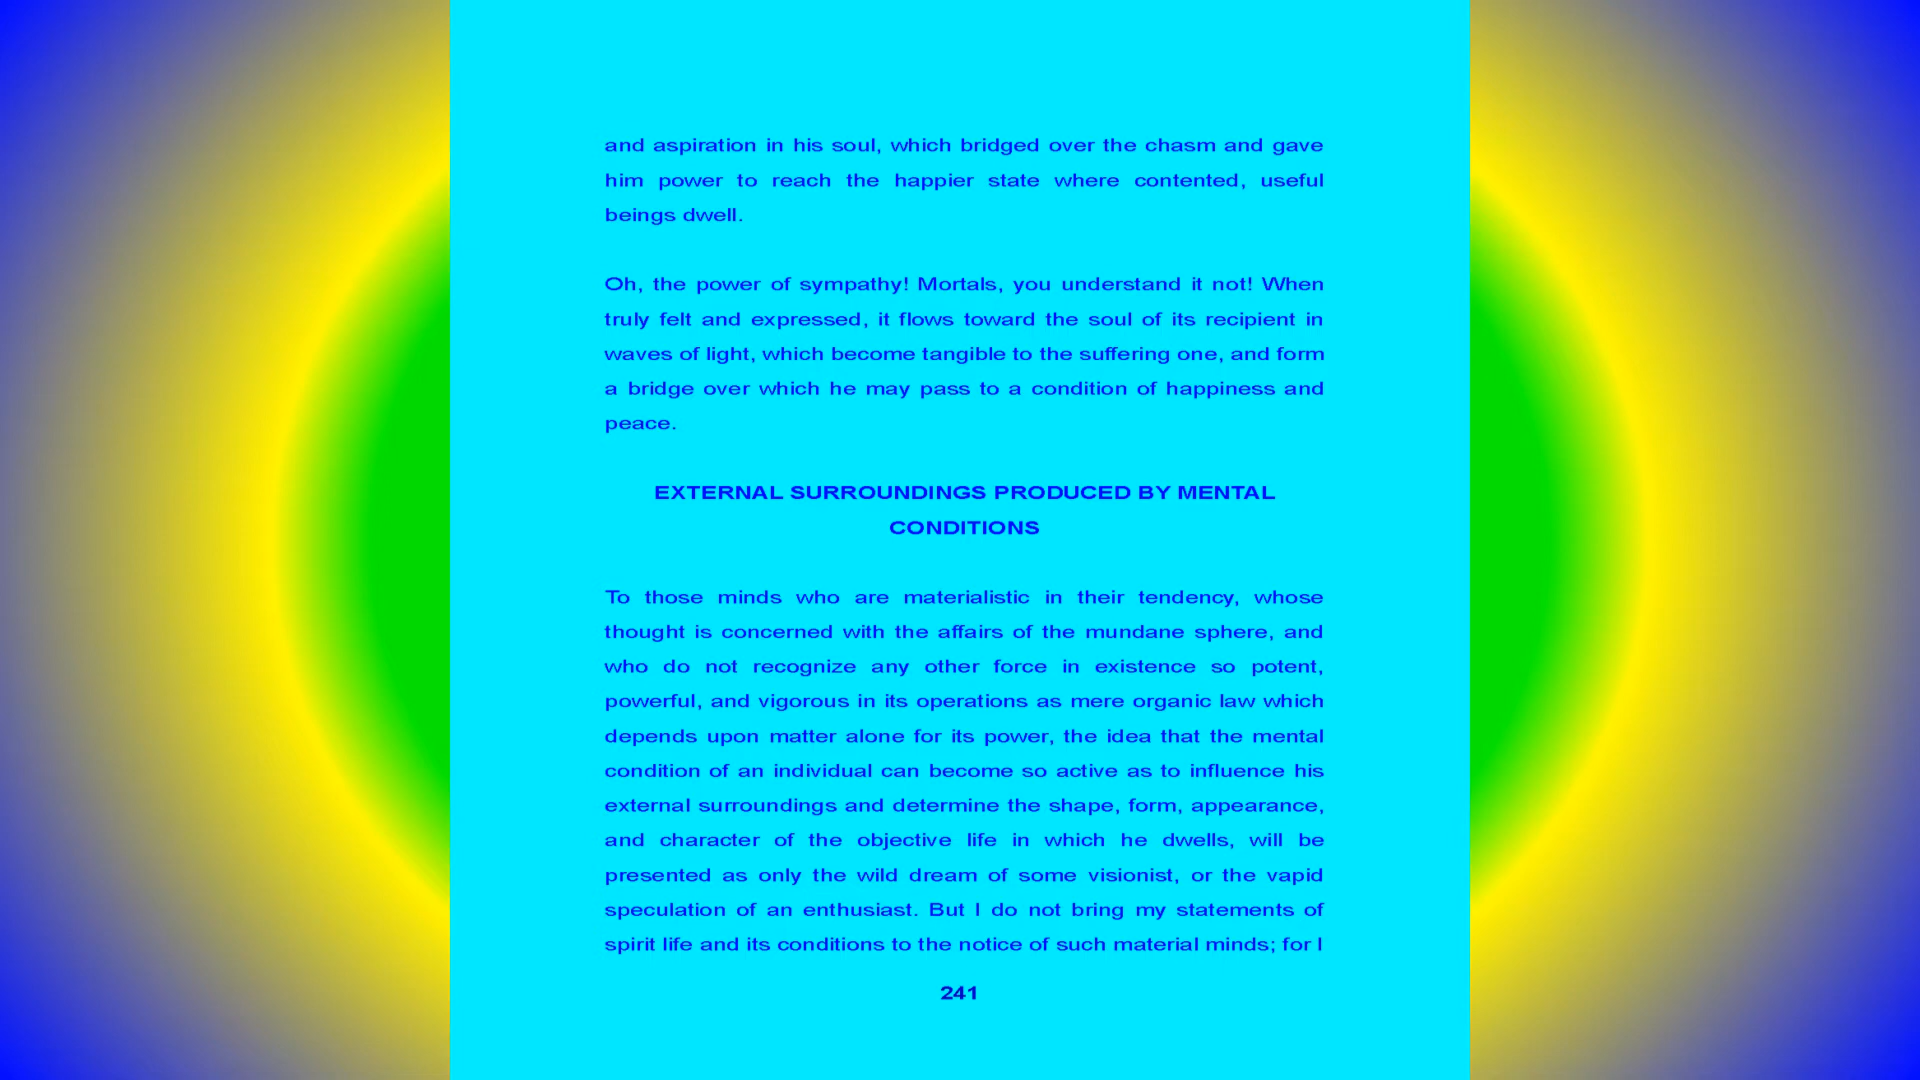 and aspiration in his soul, which bridged over the chasm and gave
him power to reach the happier state where contented, useful
beings dwell.
Oh, the power of sympathy! Mortals, you understand it not! When
truly felt and expressed, it flows toward the soul of its recipient in
waves of light, which become tangible to the suffering one, and form
a bridge over which he may pass to a condition of happiness and
peace.
EXTERNAL SURROUNDINGS PRODUCED BY MENTAL
CONDITIONS
To those minds who are materialistic in their tendency, whose
thought is concerned with the affairs of the mundane sphere, and
who do not recognize any other force in existence so potent,
powerful, and vigorous in its operations as mere organic law which
depends upon matter alone for its power, the idea that the mental
condition of an individual can become so active as to influence his
external surroundings and determine the shape, form, appearance,
and character of the objective life in which he dwells, will be
presented as only the wild dream of some visionist, or the vapid
speculation of an enthusiast. But I do not bring my statements of
spirit life and its conditions to the notice of such material minds; for I
241